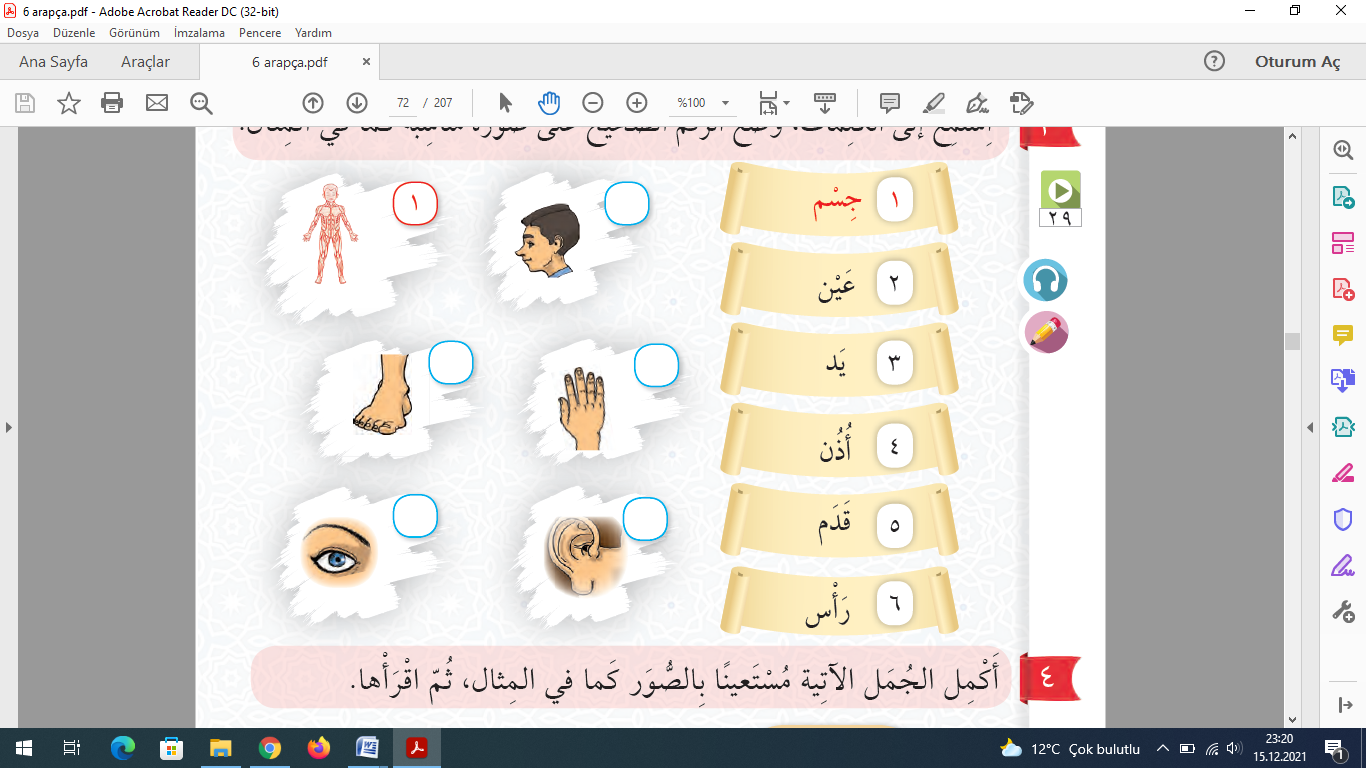 6 arapça.pdf - Adobe Acrobat Reader DC (32-bit)
Dosya Düzenle Görünüm İmzalama Pencere Yardım
Ana Sayfa Araçlar 6 arapça.pdf × Oturum Aç
72 / 207 %100
١ جِسْم
١
٢٩
٢ عَيْن
٣ يَد
٤ أُذُن
٥ قَدَم
٦ رَأْس
٤ أَكْمِل الجُمَل الآتِية مُسْتَعينًا بِالصُّوَر كَما في المِثال، ثُمّ اقْرَأْها.
12°C Çok bulutlu
23:20
15.12.2021
1